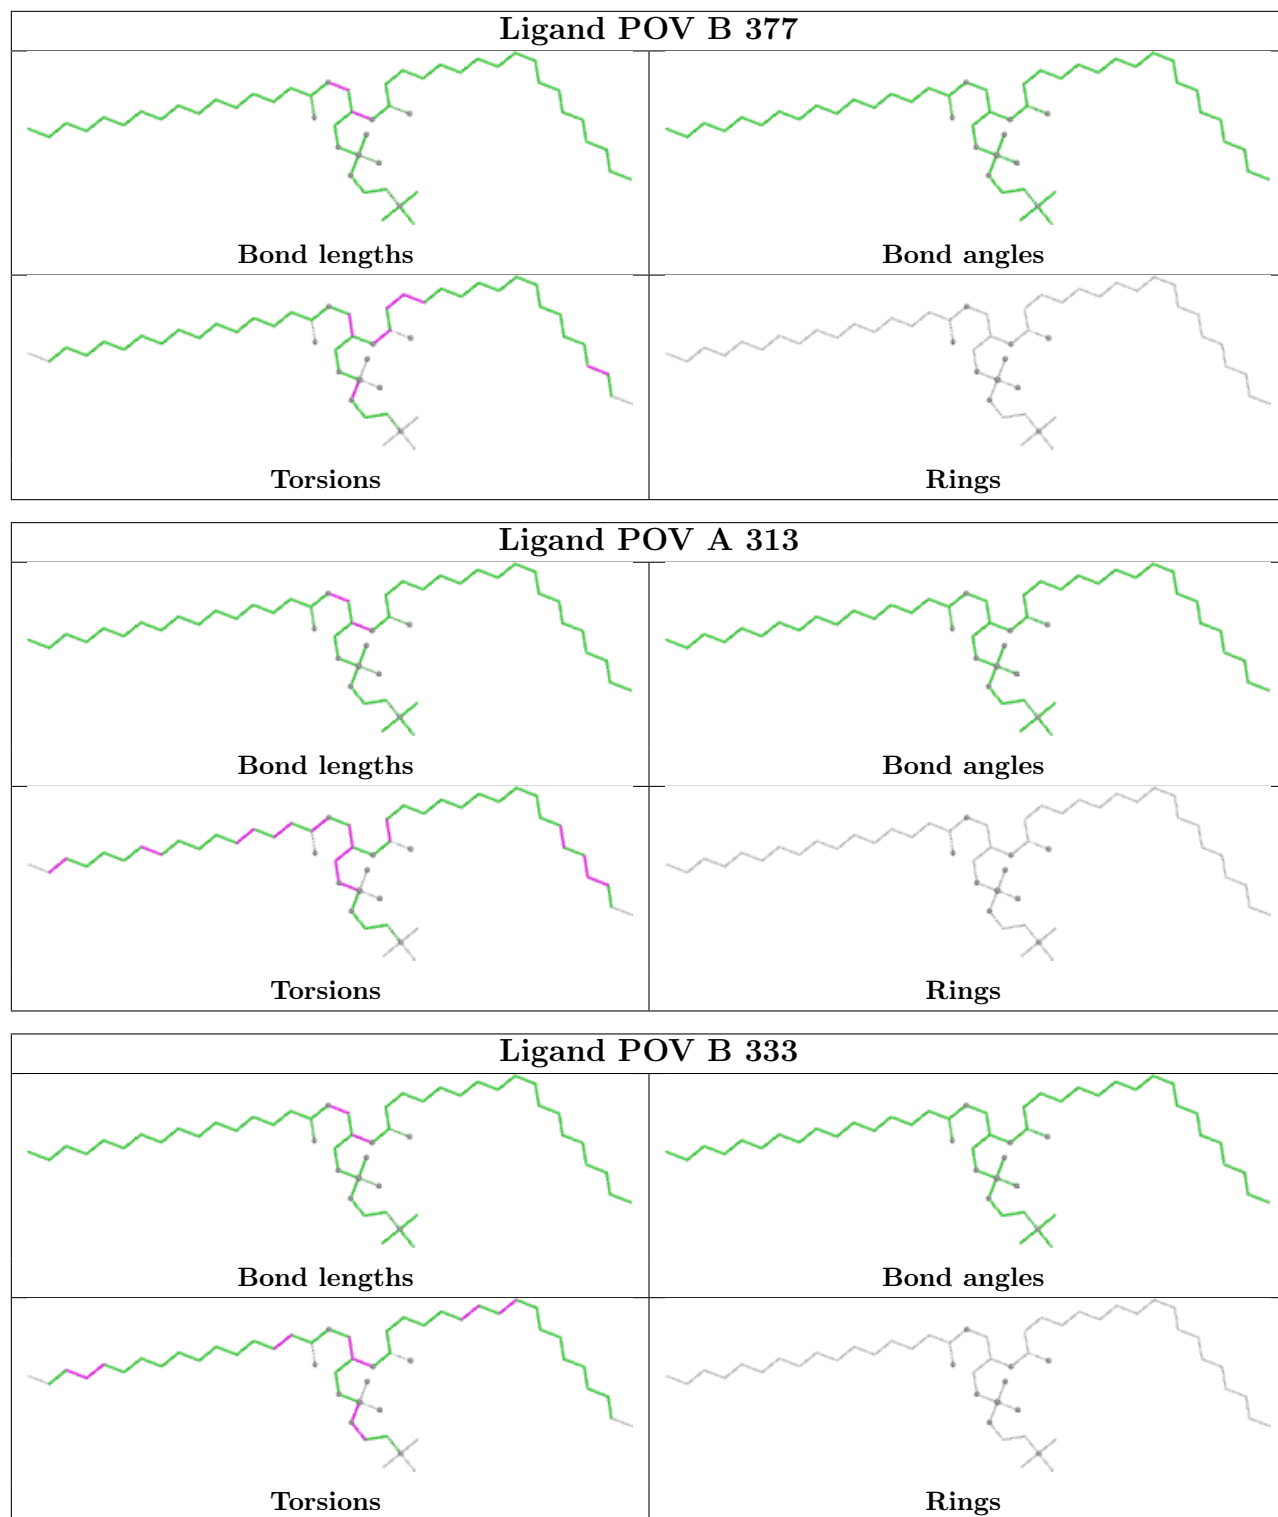 Ligand POV B 377
Bond lengths
Bond angles
Torsions
Rings
Ligand POV A 313
Bond lengths
Bond angles
Torsions
Rings
Ligand POV B 333
Bond lengths
Bond angles
Torsions
Rings